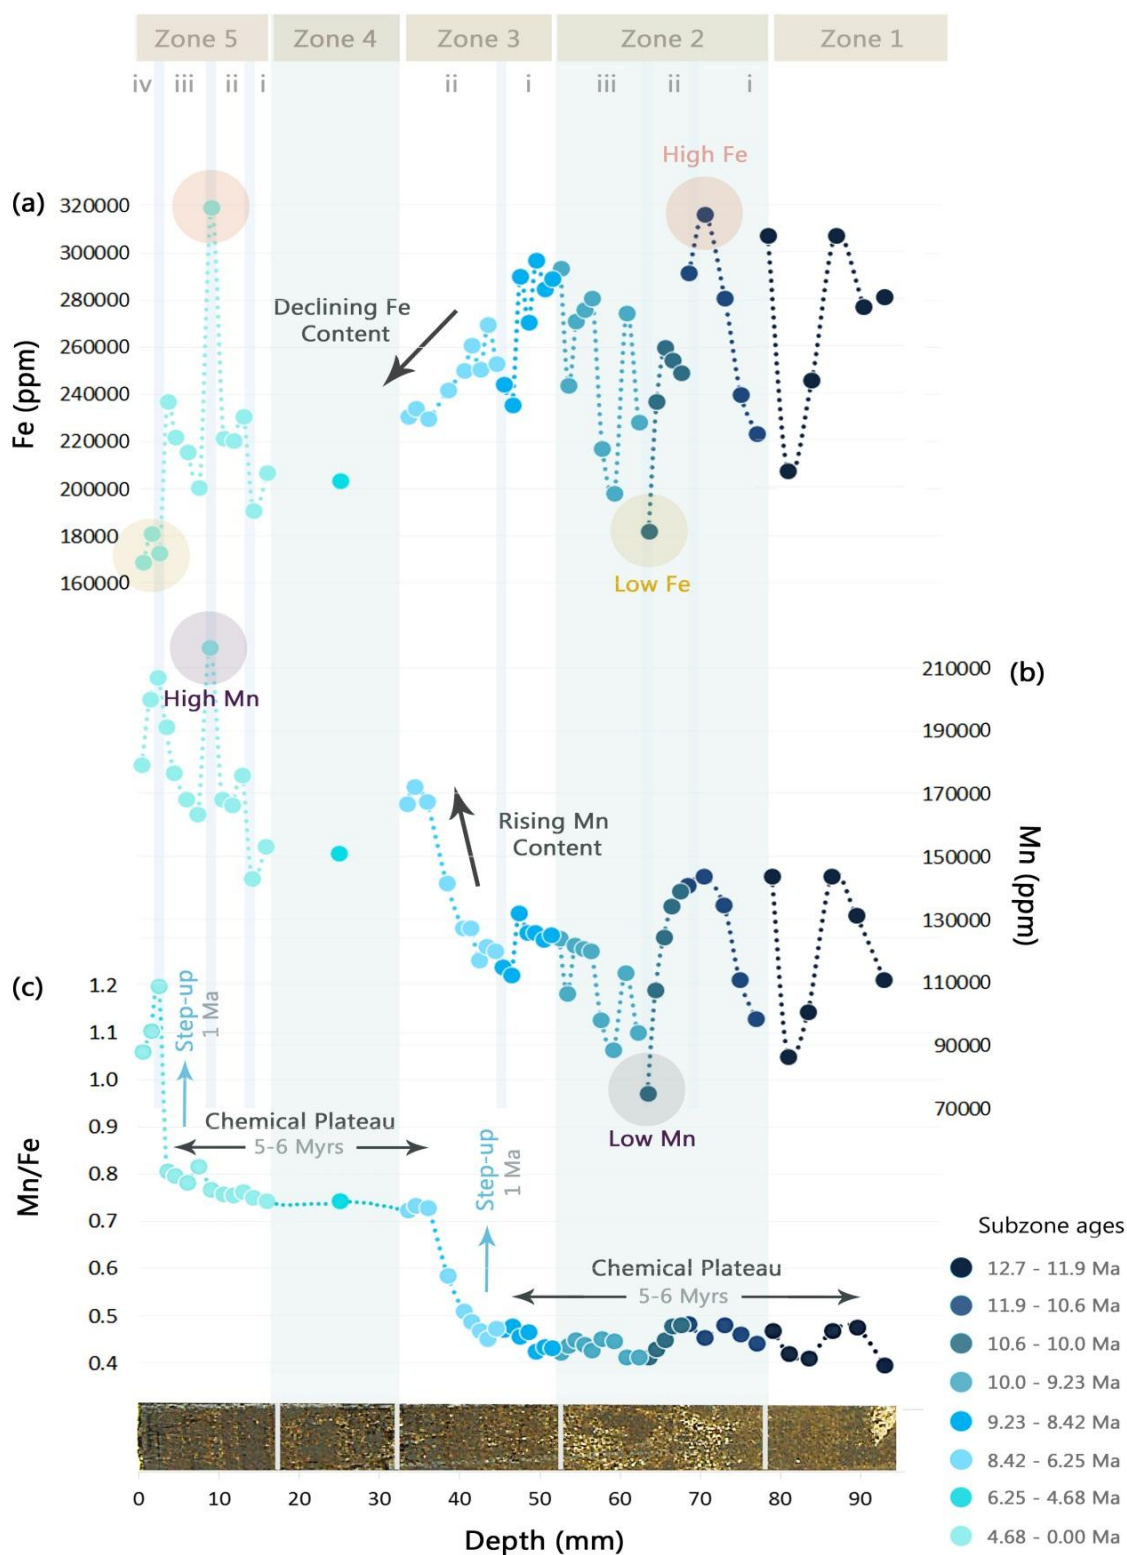 Zone 5 Zone 4 Zone 3 Zone 2 Zone 1
iv iii ii i ii i iii ii i
High Fe
(a)
320000
300000
280000
260000
240000
220000
200000
18000
160000
Fe (ppm)
Declining Fe
Content
Low Fe
High Mn
(b)
210000
190000
170000
150000
130000
110000
90000
70000
Mn (ppm)
Rising Mn
Content
Low Mn
(c)
1.2
1.1
1.0
0.9
0.8
0.7
0.6
0.5
0.4
Mn/Fe
Step-up
1 Ma
Chemical Plateau
5-6 Myrs
Step-up
1 Ma
Chemical Plateau
5-6 Myrs
Subzone ages
12.7 - 11.9 Ma
11.9 - 10.6 Ma
10.6 - 10.0 Ma
10.0 - 9.23 Ma
9.23 - 8.42 Ma
8.42 - 6.25 Ma
6.25 - 4.68 Ma
4.68 - 0.00 Ma
0 10 20 30 40 50 60 70 80 90
Depth (mm)